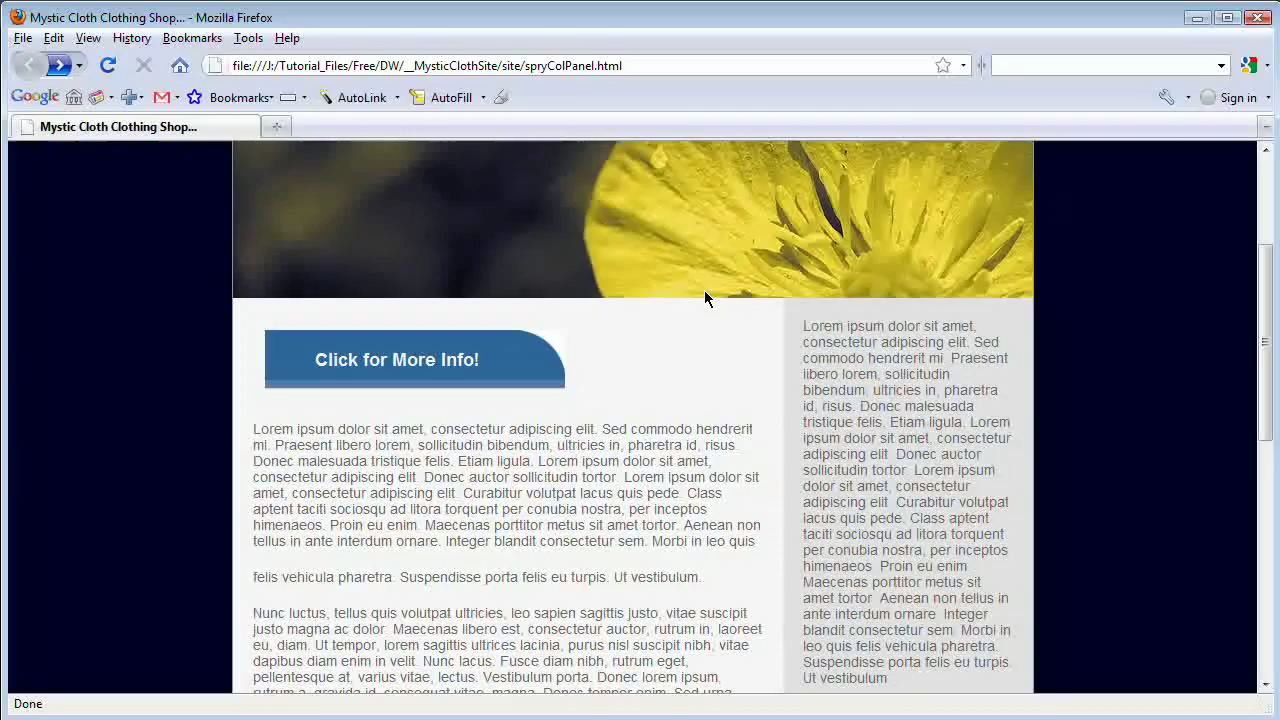 Mystic Cloth Clothing Shop... - Mozilla Firefox
File Edit View History Bookmarks Tools Help
file:///J:/Tutorial_Files/Free/DW/__MysticClothSite/site/spryColPanel.html
Google Bookmarks AutoLink AutoFill Sign in
Mystic Cloth Clothing Shop...
Click for More Info!
Lorem ipsum dolor sit amet, consectetur adipiscing elit. Sed commodo hendrerit
mi. Praesent libero lorem, sollicitudin bibendum, ultricies in, pharetra id, risus.
Donec malesuada tristique felis. Etiam ligula. Lorem ipsum dolor sit amet,
consectetur adipiscing elit. Donec auctor sollicitudin tortor. Lorem ipsum dolor sit
amet, consectetur adipiscing elit. Curabitur volutpat lacus quis pede. Class
aptent taciti sociosqu ad litora torquent per conubia nostra, per inceptos
himenaeos. Proin eu enim. Maecenas porttitor metus sit amet tortor. Aenean non
tellus in ante interdum ornare. Integer blandit consectetur sem. Morbi in leo quis
felis vehicula pharetra. Suspendisse porta felis eu turpis. Ut vestibulum.
Nunc luctus, tellus quis volutpat ultricies, leo sapien sagittis justo, vitae suscipit
justo magna ac dolor. Maecenas libero est, consectetur auctor, rutrum in, laoreet
eu, diam. Ut tempor, lorem sagittis ultrices lacinia, purus nisl suscipit nibh, vitae
dapibus diam enim in velit. Nunc lacus. Fusce diam nibh, rutrum eget,
pellentesque at, varius vitae, lectus. Vestibulum porta. Donec lorem ipsum,
rutrum a, gravida id, consequat vitae, magna. Donec tempor enim. Sed urna
Lorem ipsum dolor sit amet,
consectetur adipiscing elit. Sed
commodo hendrerit mi. Praesent
libero lorem, sollicitudin
bibendum, ultricies in, pharetra
id, risus. Donec malesuada
tristique felis. Etiam ligula. Lorem
ipsum dolor sit amet, consectetur
adipiscing elit. Donec auctor
sollicitudin tortor. Lorem ipsum
dolor sit amet, consectetur
adipiscing elit. Curabitur volutpat
lacus quis pede. Class aptent
taciti sociosqu ad litora torquent
per conubia nostra, per inceptos
himenaeos. Proin eu enim.
Maecenas porttitor metus sit
amet tortor. Aenean non tellus in
ante interdum ornare. Integer
blandit consectetur sem. Morbi in
leo quis felis vehicula pharetra.
Suspendisse porta felis eu turpis.
Ut vestibulum
Done